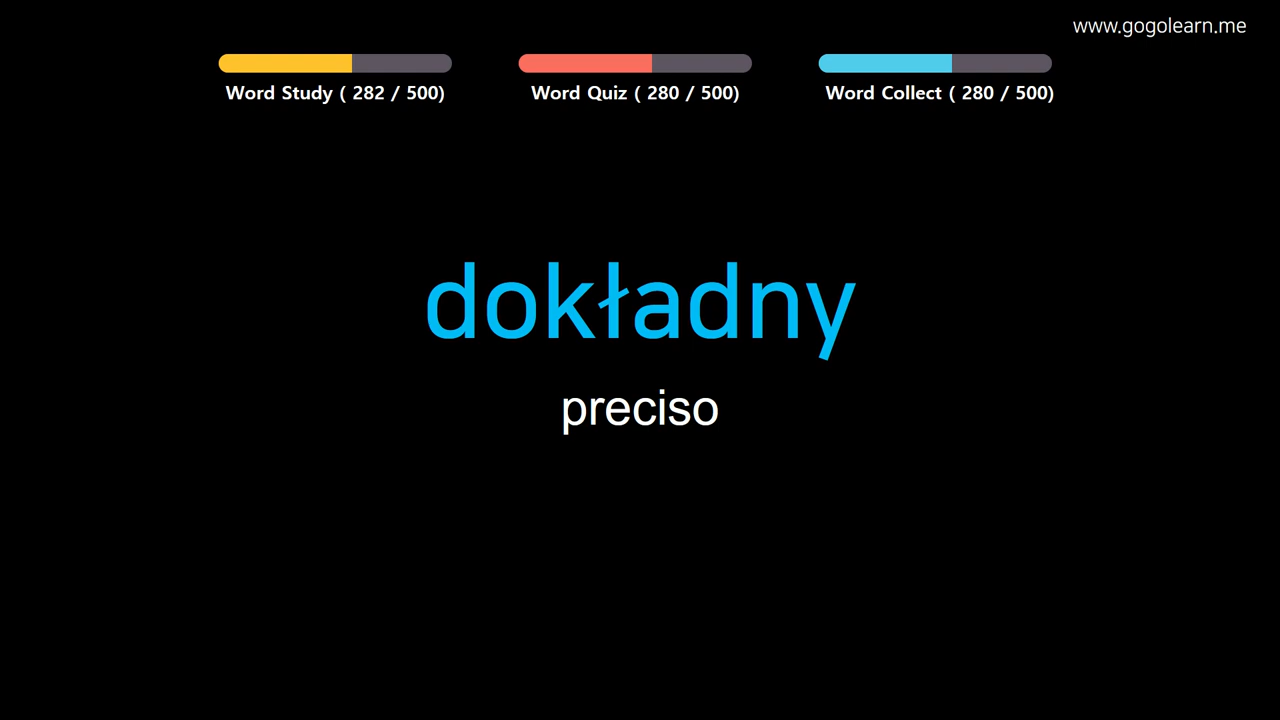 www.gogolearn.me
Word Study ( 282 / 500)
Word Quiz ( 280 / 500)
Word Collect ( 280 / 500)
dokładny
preciso